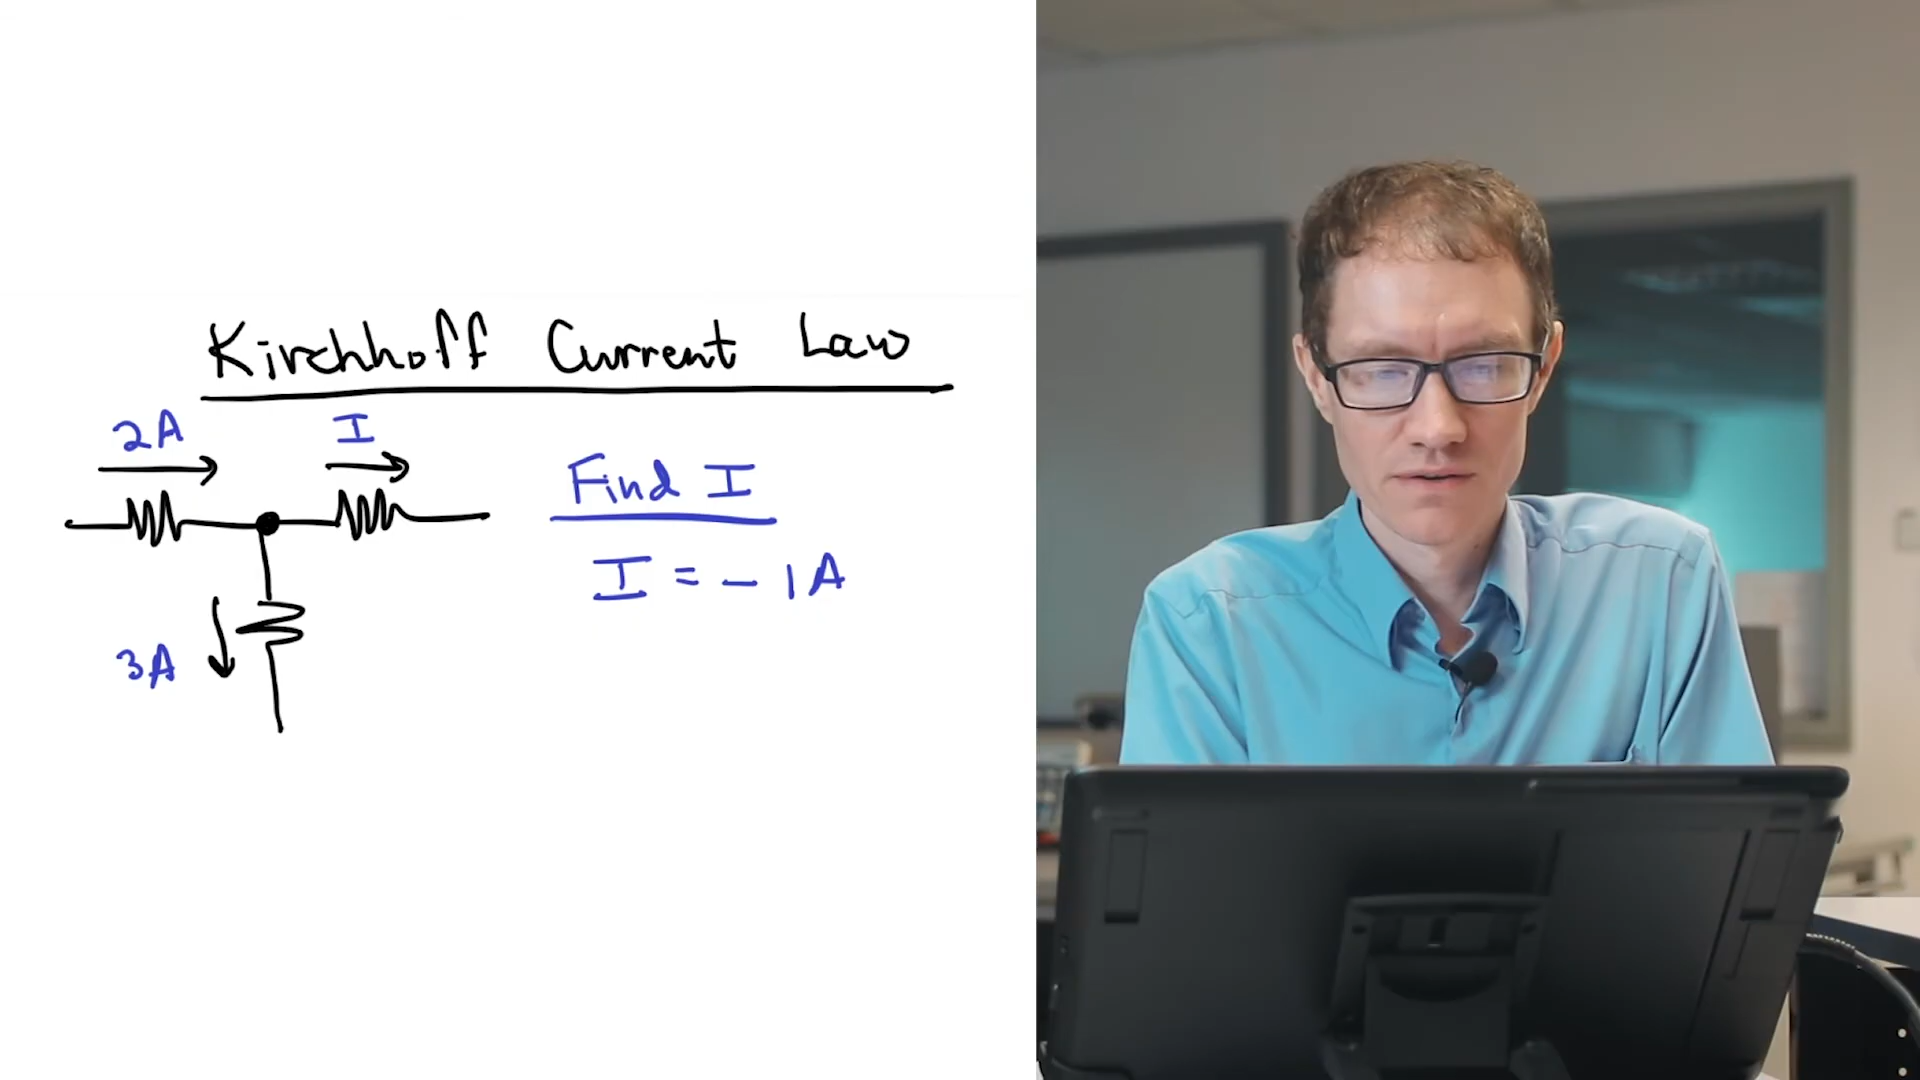 Kirchhoff Current Law
2A
I
Find I
I = - 1A
3A